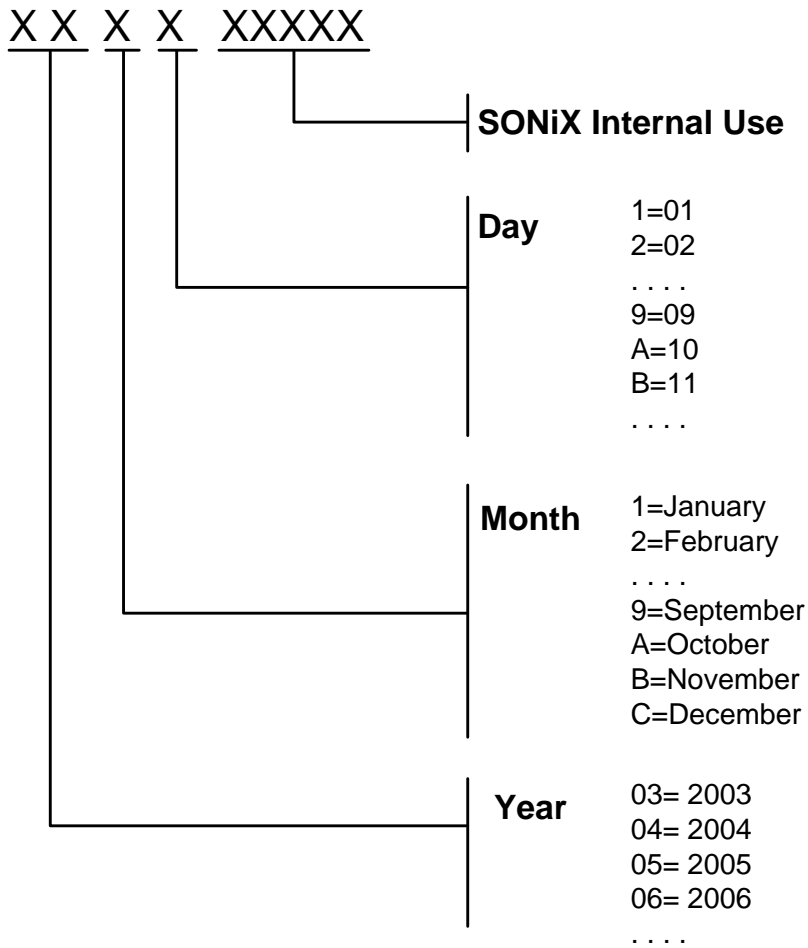 X X X X XXXXX
SONiX Internal Use
Day
1=01
2=02
. . . .
9=09
A=10
B=11
. . . .
Month
1=January
2=February
. . . .
9=September
A=October
B=November
C=December
Year
03= 2003
04= 2004
05= 2005
06= 2006
. . . .